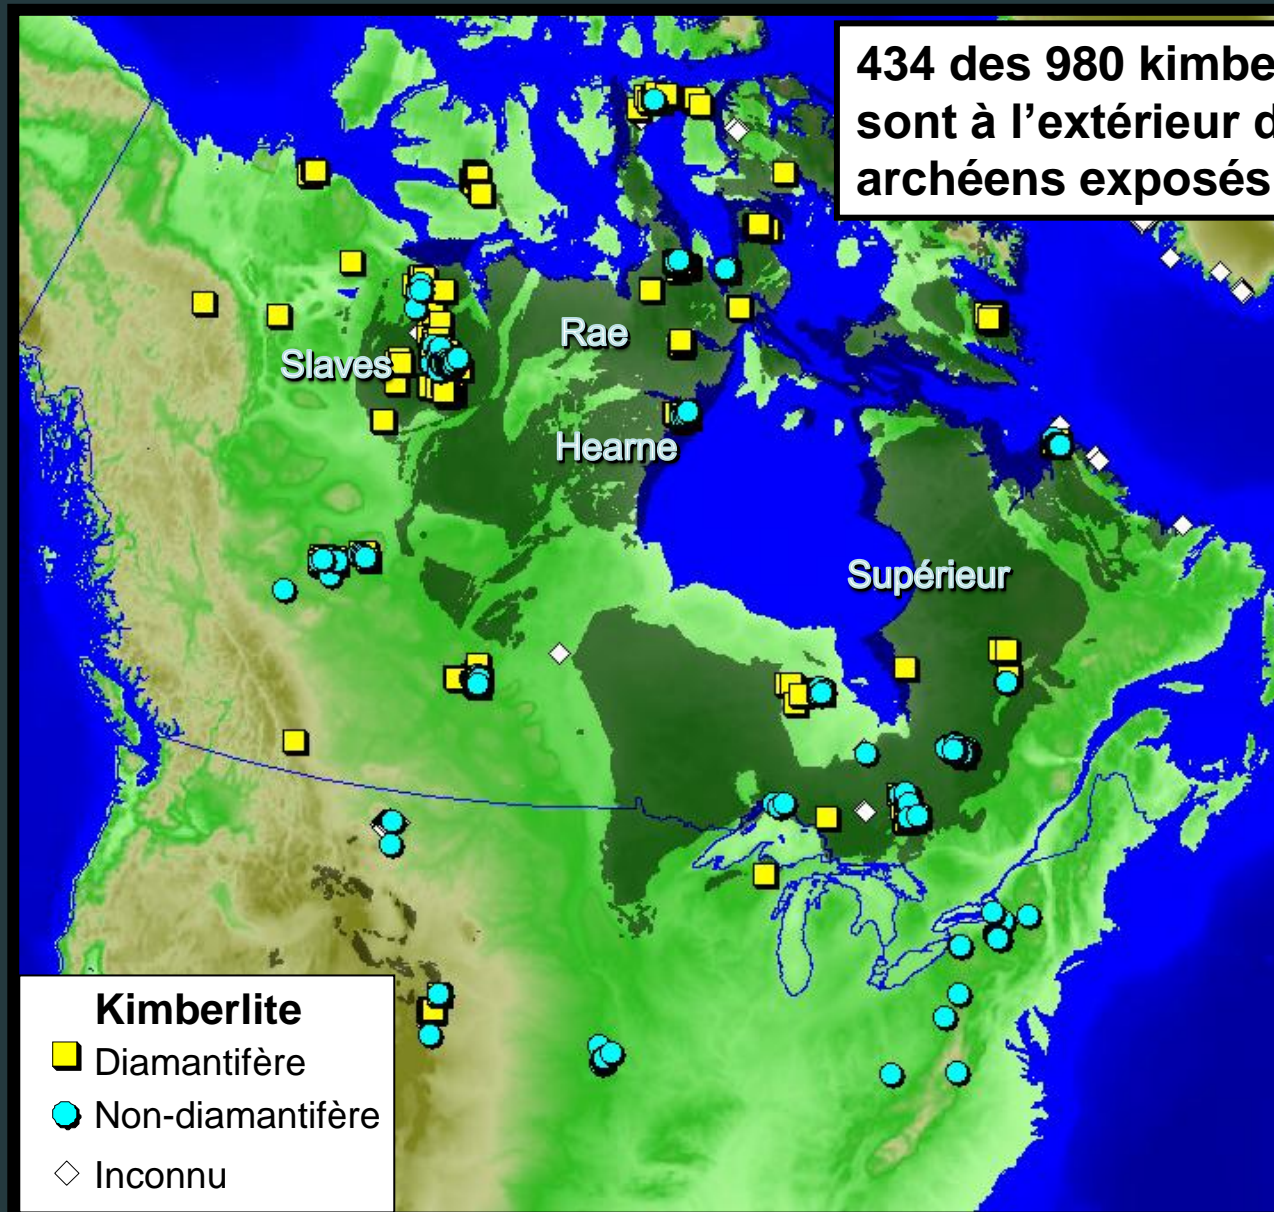 434 des 980 kimbe
sont à l’extérieur d
archéens exposés
Rae
Slaves
Hearne
Supérieur
Kimberlite
Diamantifère
Non-diamantifère
Inconnu